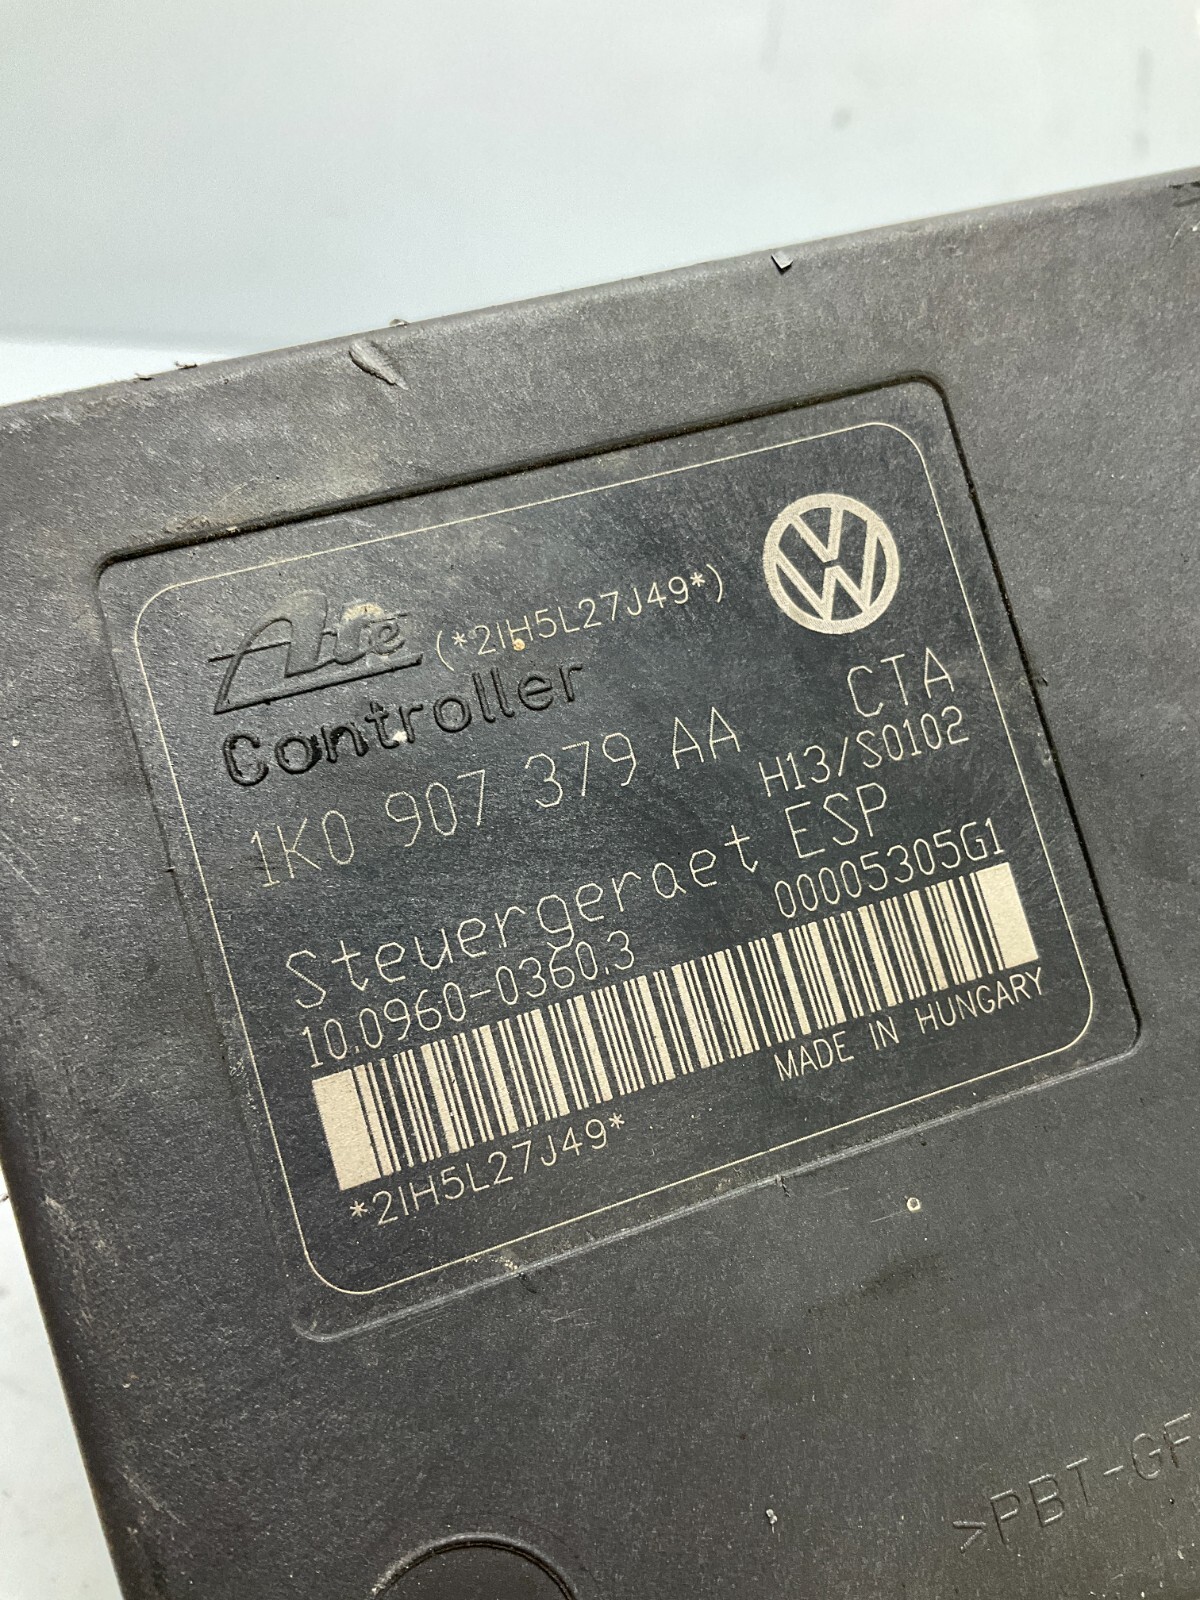 Ate (*2IH5L27J49*)
Controller CTA
1K0 907 379 AA H13/S0102
Steuergeraet ESP
10.0960-0360.3 00005305G1
MADE IN HUNGARY
*2IH5L27J49*
>PBT-GF